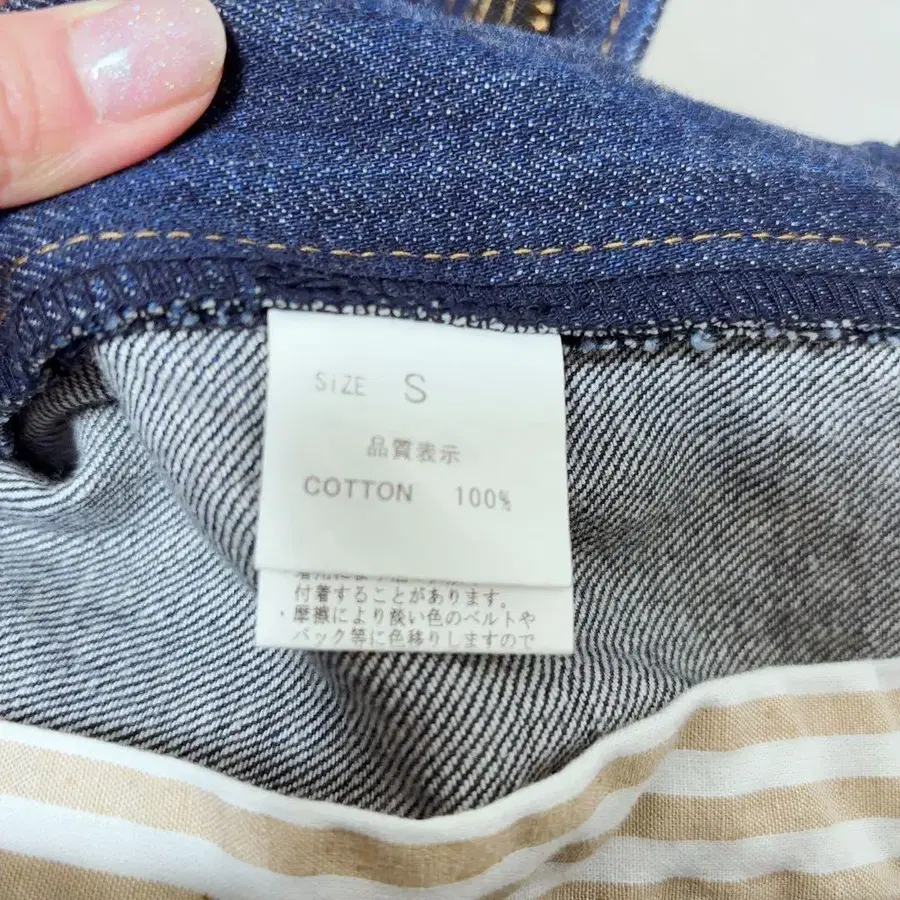 SIZE S
品質表示
COTTON 100%
付着することがあります。
・摩擦により淡い色のベルトや
バック等に色移りしますので